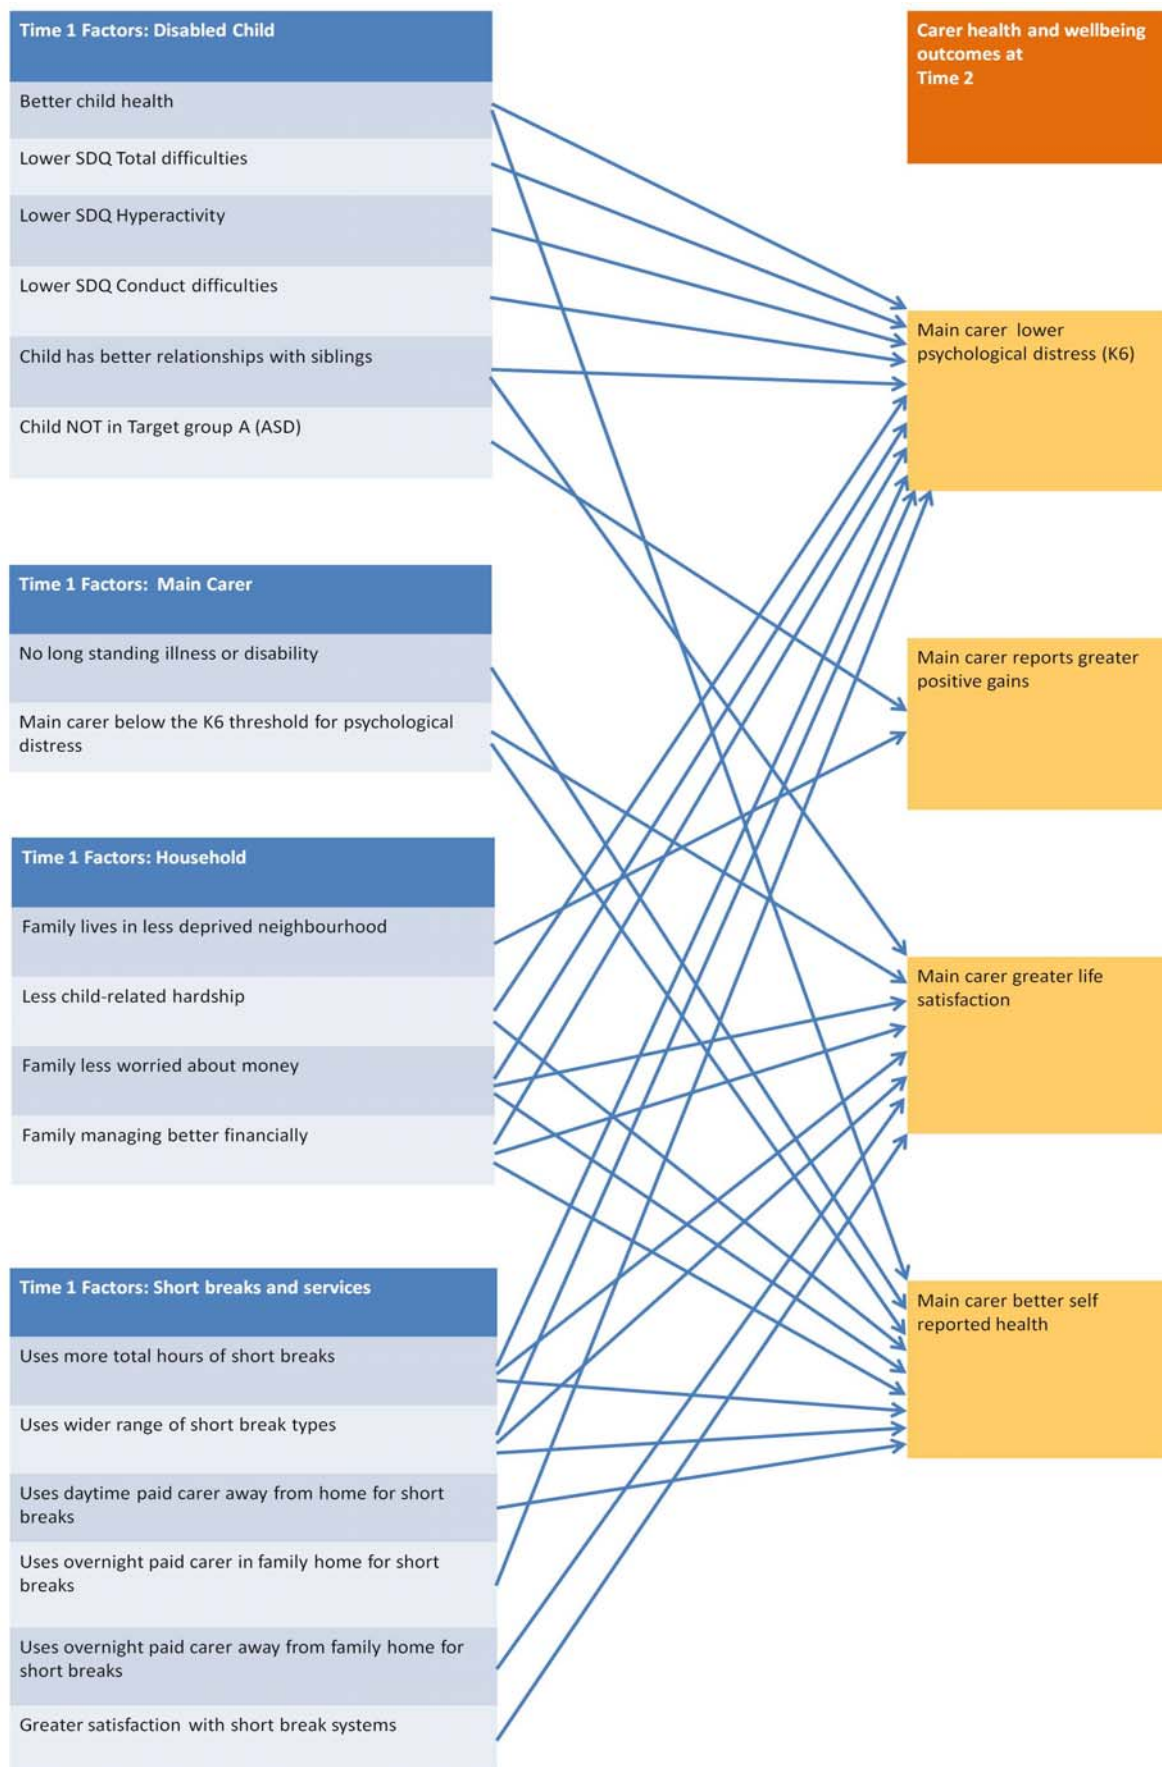 Time 1 Factors: Disabled Child
Better child health
Lower SDQ Total difficulties
Lower SDQ Hyperactivity
Lower SDQ Conduct difficulties
Child has better relationships with siblings
Child NOT in Target group A (ASD)
Time 1 Factors: Main Carer
No long standing illness or disability
Main carer below the K6 threshold for psychological
distress
Time 1 Factors: Household
Family lives in less deprived neighbourhood
Less child-related hardship
Family less worried about money
Family managing better financially
Time 1 Factors: Short breaks and services
Uses more total hours of short breaks
Uses wider range of short break types
Uses daytime paid carer away from home for short
breaks
Uses overnight paid carer in family home for short
breaks
Uses overnight paid carer away from family home for
short breaks
Greater satisfaction with short break systems
Carer health and wellbeing
outcomes at
Time 2
Main carer lower
psychological distress (K6)
Main carer reports greater
positive gains
Main carer greater life
satisfaction
Main carer better self
reported health